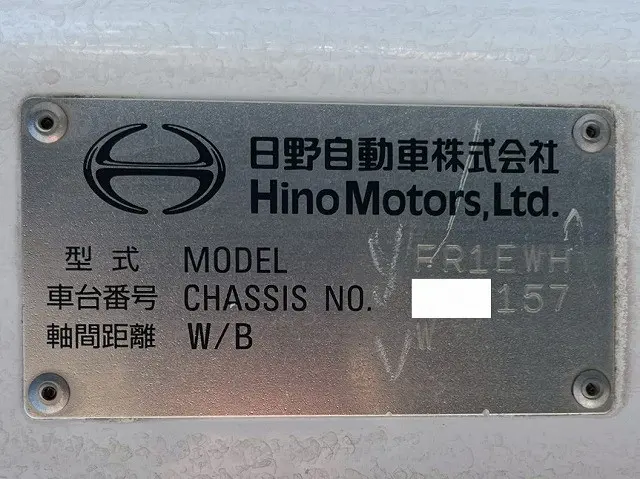 日野自動車株式会社
Hino Motors, Ltd.
型式 MODEL FR1EWH
車台番号 CHASSIS NO. 157
軸間距離 W/B W